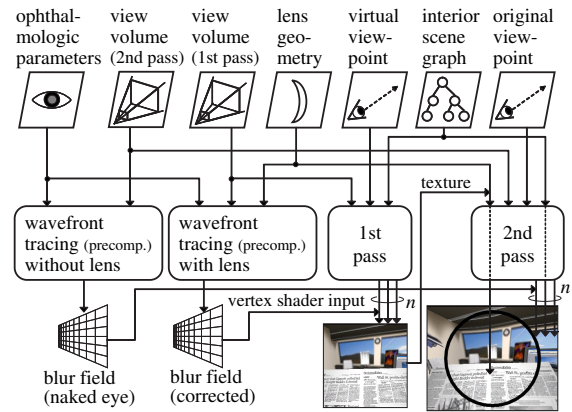 ophthal-
mologic
parameters
view
volume
(2nd pass)
view
volume
(1st pass)
lens
geo-
metry
virtual
view-
point
interior
scene
graph
original
view-
point
texture
wavefront
tracing (precomp.)
without lens
wavefront
tracing (precomp.)
with lens
1st
pass
2nd
pass
n
vertex shader input
n
blur field
(naked eye)
blur field
(corrected)